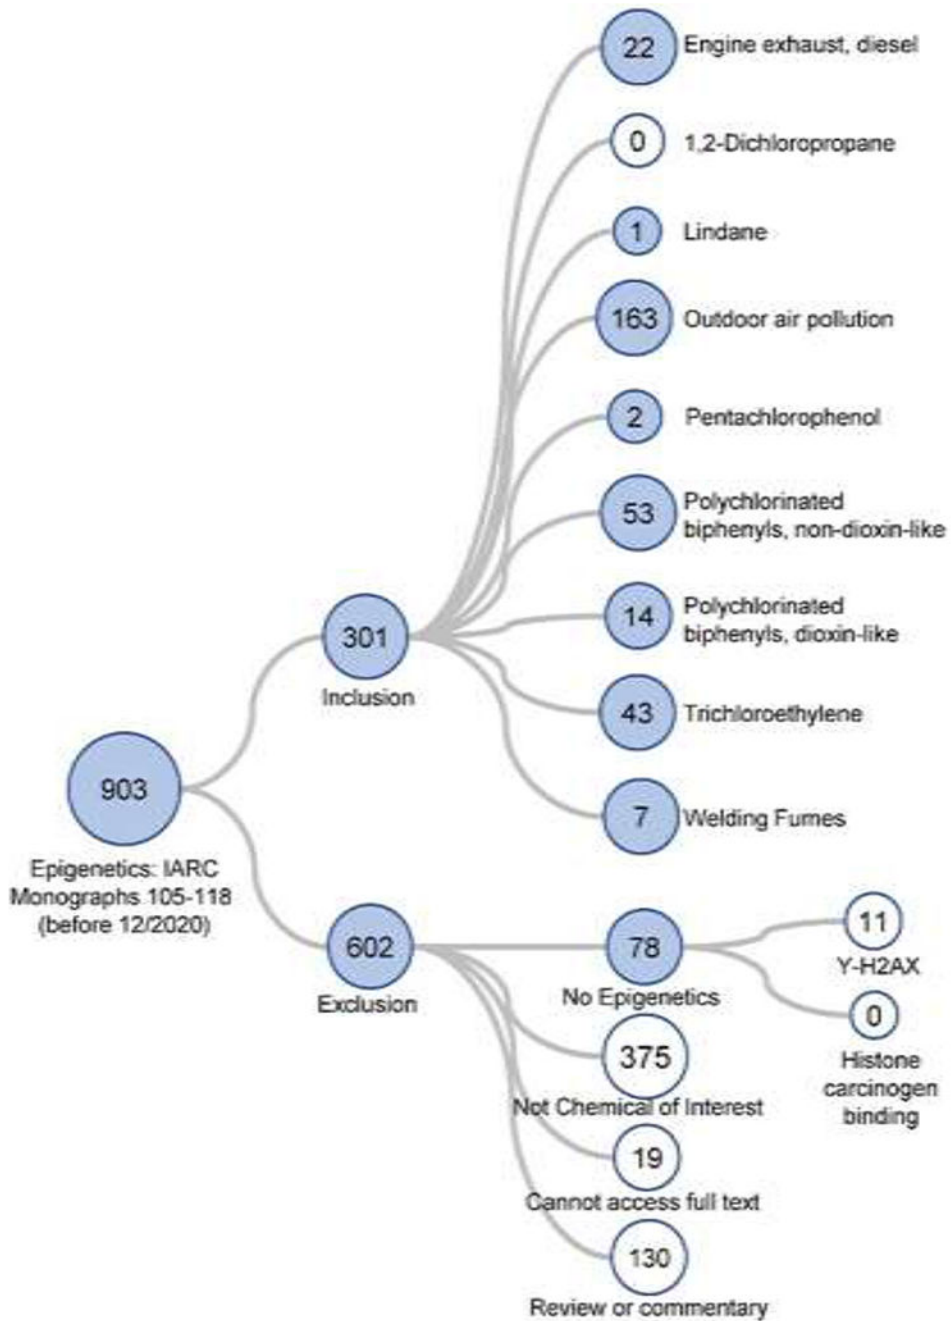 22 Engine exhaust, diesel
0 1,2-Dichloropropane
1 Lindane
163 Outdoor air pollution
2 Pentachlorophenol
53 Polychlorinated
biphenyls, non-dioxin-like
14 Polychlorinated
biphenyls, dioxin-like
301
Inclusion
43 Trichloroethylene
7 Welding Fumes
903
Epigenetics: IARC
Monographs 105-118
(before 12/2020)
602
Exclusion
78
No Epigenetics
11
Y-H2AX
0
Histone
carcinogen
binding
375
Not Chemical of Interest
19
Cannot access full text
130
Review or commentary